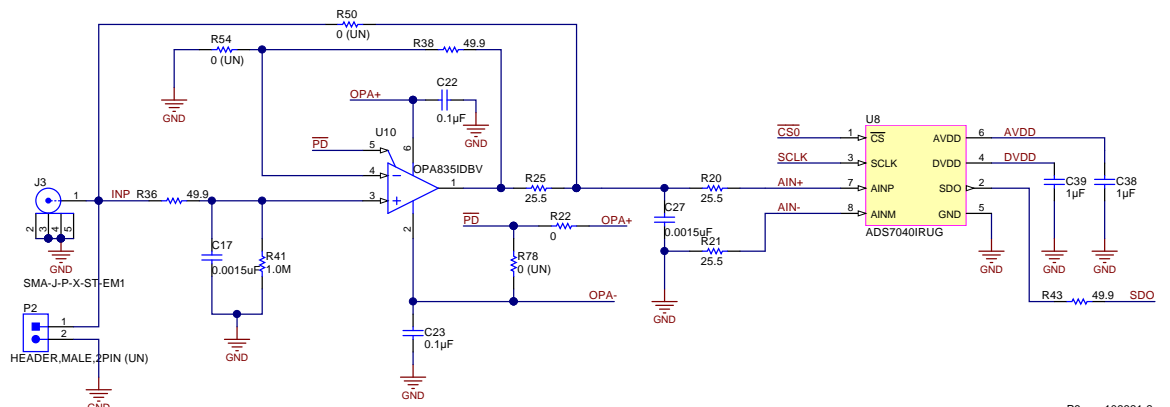 R50
0 (UN)
R54
0 (UN)
R38 49.9
C22
0.1µF
OPA+
GND
GND
U10
PD
5
6
OPA835IDBV
4
3
1
2
J3
1
INP R36 49.9
2 3 4 5
GND
SMA-J-P-X-ST-EM1
C17
0.0015uF
R41
1.0M
GND
P2
1
2
HEADER,MALE,2PIN (UN)
GND
R25
25.5
PD
R22
0
OPA+
R78
0 (UN)
OPA-
C23
0.1µF
GND
C27
0.0015uF
GND
R20
25.5
R21
25.5
AIN+
AIN-
U8
CS0 1 CS
SCLK 3 SCLK
7 AINP
8 AINM
AVDD 6 AVDD
DVDD 4 DVDD
SDO 2
GND 5
ADS7040IRUG
GND
C39
1µF
GND
C38
1µF
GND
R43 49.9 SDO